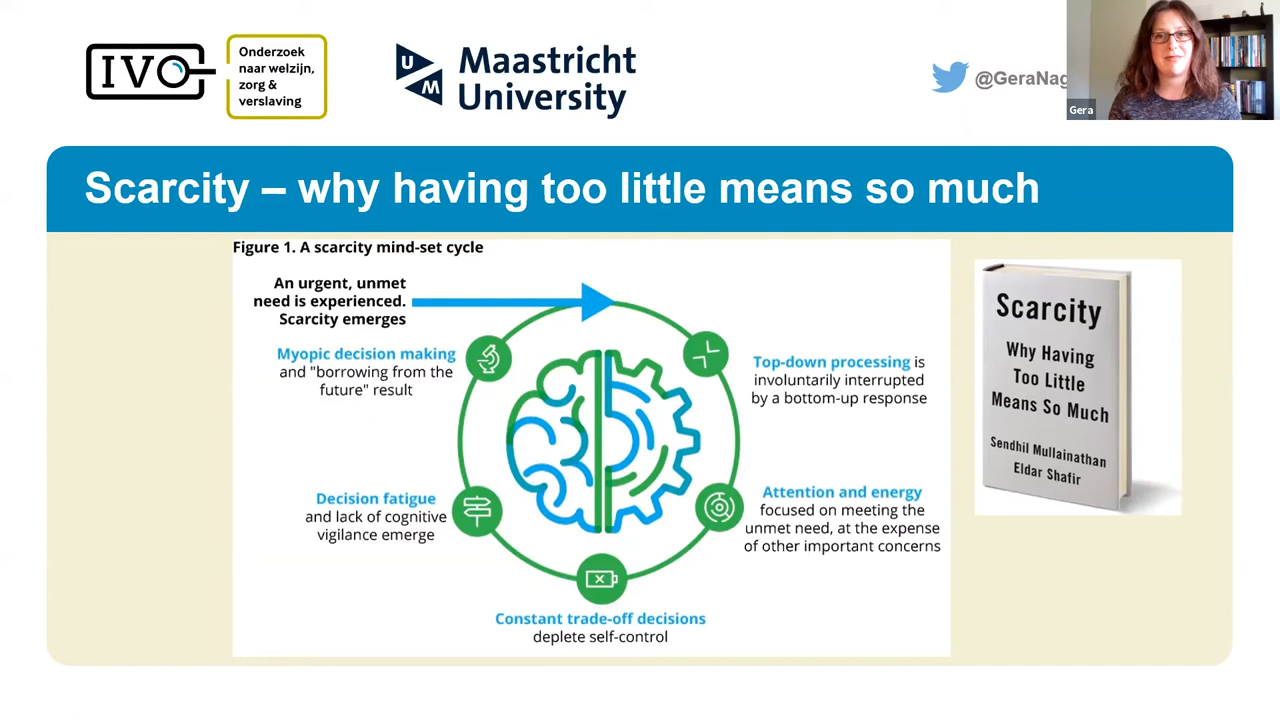 IVO
Onderzoek
naar welzijn,
zorg &
verslaving
UM
Maastricht
University
@GeraNag
Gera
Scarcity – why having too little means so much
Figure 1. A scarcity mind-set cycle
An urgent, unmet
need is experienced.
Scarcity emerges
Top-down processing is
involuntarily interrupted
by a bottom-up response
Attention and energy
focused on meeting the
unmet need, at the expense
of other important concerns
Constant trade-off decisions
deplete self-control
Decision fatigue
and lack of cognitive
vigilance emerge
Myopic decision making
and "borrowing from the
future" result
Scarcity
Why Having
Too Little
Means So Much
Sendhil Mullainathan
Eldar Shafir